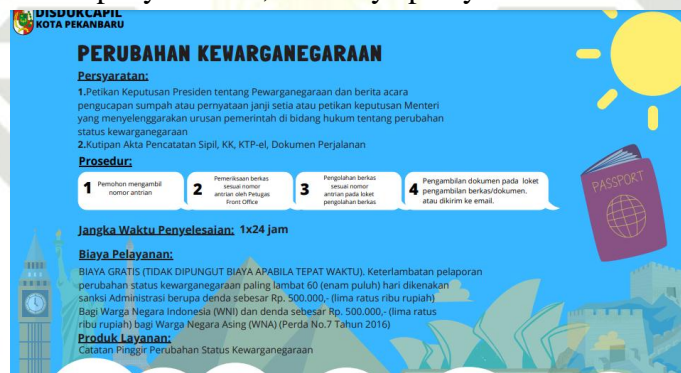 DISDUKCAPIL
KOTA PEKANBARU
PERUBAHAN KEWARGANEGARAAN
Persyaratan:
1.Petikan Keputusan Presiden tentang Pewarganegaraan dan berita acara
pengucapan sumpah atau pernyataan janji setia atau petikan keputusan Menteri
yang menyelenggarakan urusan pemerintah di bidang hukum tentang perubahan
status kewarganegaraan
2.Kutipan Akta Pencatatan Sipil, KK, KTP-el, Dokumen Perjalanan
Prosedur:
1 Pemohon mengambil
nomor antrian
2 Pemeriksaan berkas
sesuai nomor
antrian oleh Petugas
Front Office
3 Pengolahan berkas
sesuai nomor
antrian pada loket
pengolahan berkas
4 Pengambilan dokumen pada loket
pengambilan berkas/dokumen.
atau dikirim ke email.
PASSPORT
Jangka Waktu Penyelesaian: 1x24 jam
Biaya Pelayanan:
BIAYA GRATIS (TIDAK DIPUNGUT BIAYA APABILA TEPAT WAKTU). Keterlambatan pelaporan
perubahan status kewarganegaraan paling lambat 60 (enam puluh) hari dikenakan
sanksi Administrasi berupa denda sebesar Rp. 500.000,- (lima ratus ribu rupiah)
Bagi Warga Negara Indonesia (WNI) dan denda sebesar Rp. 500.000,- (lima ratus
ribu rupiah) bagi Warga Negara Asing (WNA) (Perda No.7 Tahun 2016)
Produk Layanan:
Catatan Pinggir Perubahan Status Kewarganegaraan